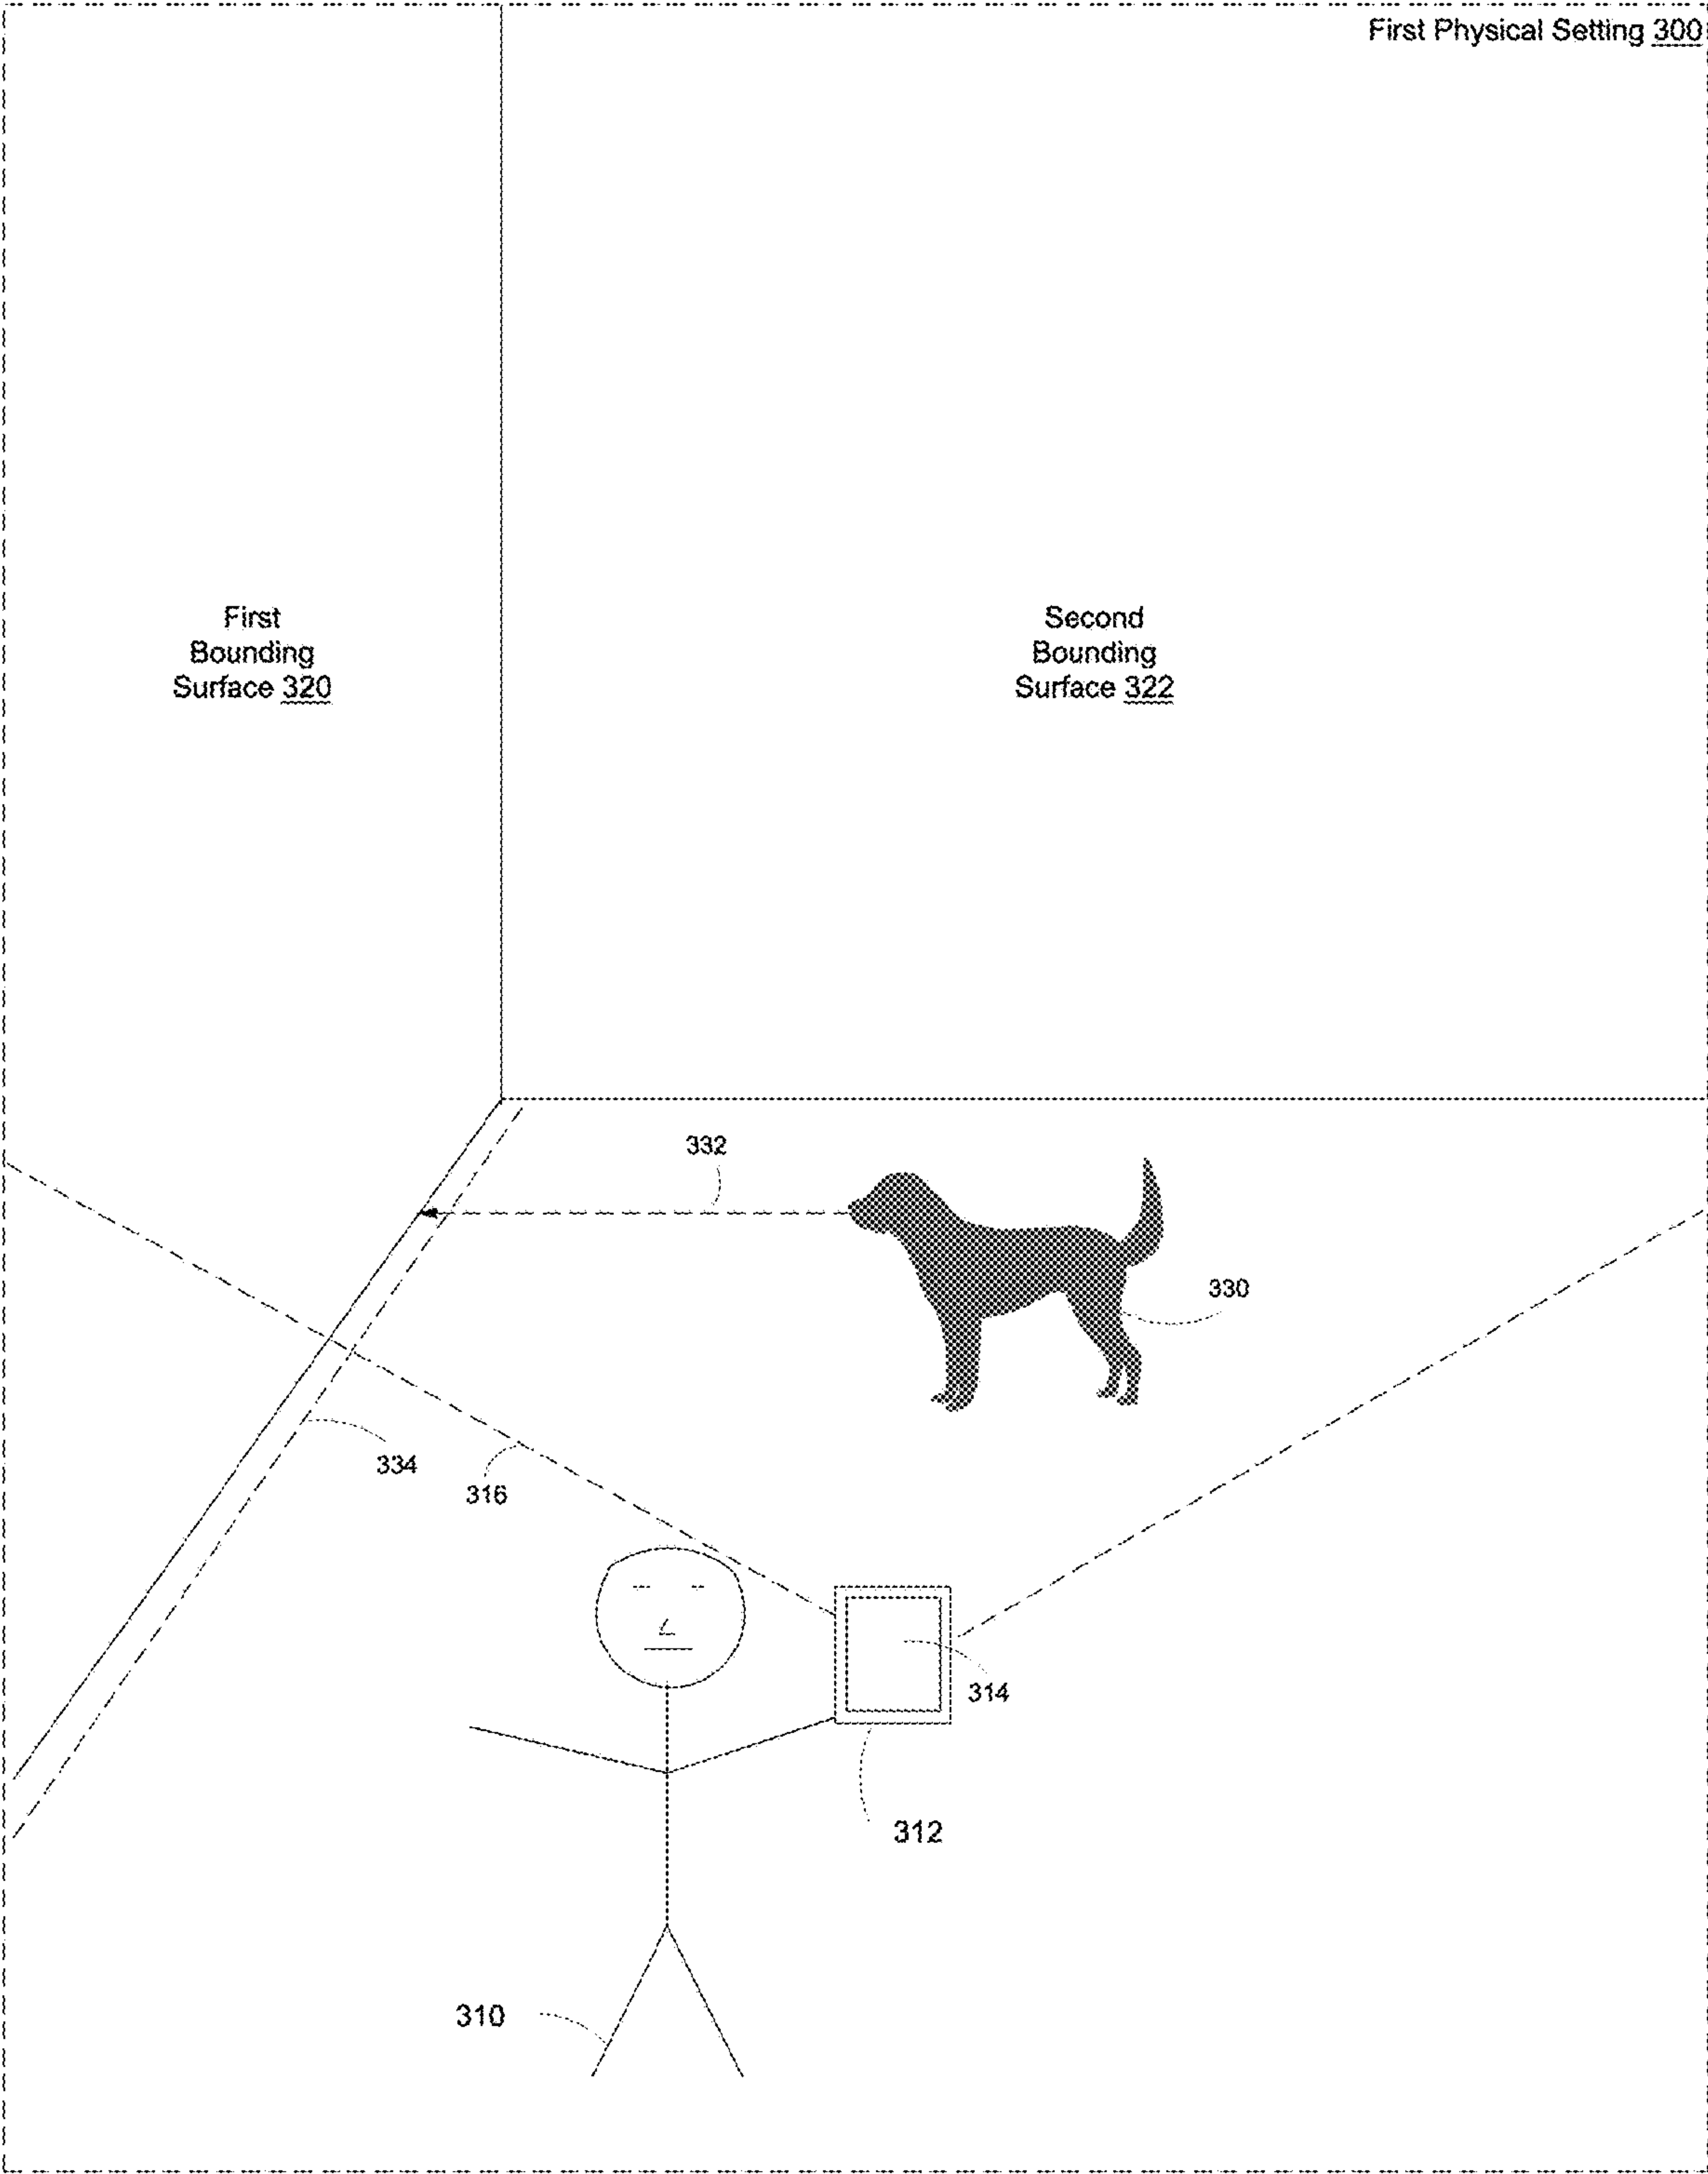 First Physical Setting 300
First
Bounding
Surface 320
Second
Bounding
Surface 322
332
330
334
316
314
312
310